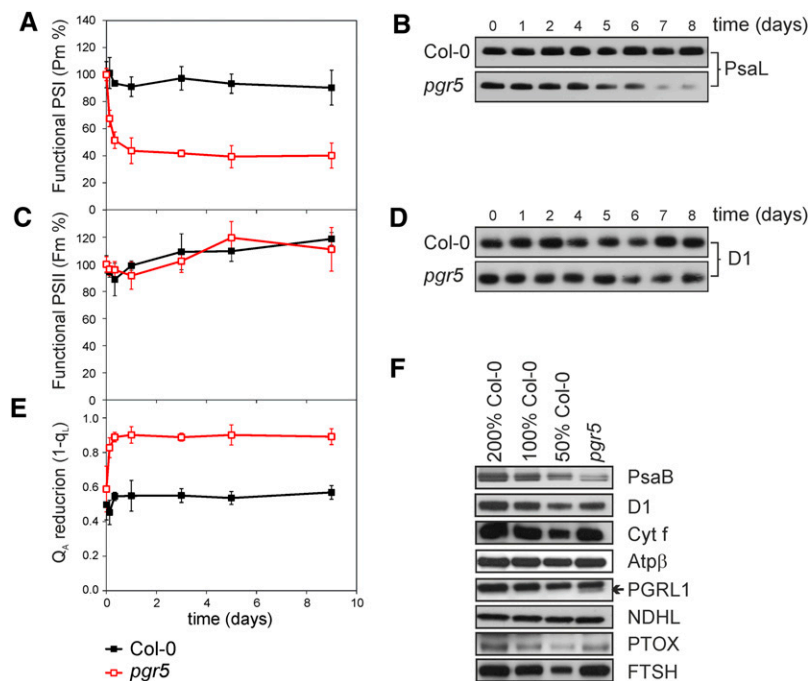 A
Functional PSI (Pm %)
140
120
100
80
60
40
20
0
B
0 1 2 4 5 6 7 8 time (days)
Col-0
pgr5
PsaL
C
Functional PSII (Fm %)
120
100
80
60
40
20
0
D
0 1 2 4 5 6 7 8 time (days)
Col-0
pgr5
D1
E
QA reducrion (1-qL)
1.0
0.8
0.6
0.4
0.2
0.0
0 2 4 6 8 10
time (days)
Col-0
pgr5
F
200% Col-0
100% Col-0
50% Col-0
pgr5
PsaB
D1
Cyt f
Atpβ
PGRL1
NDHL
PTOX
FTSH